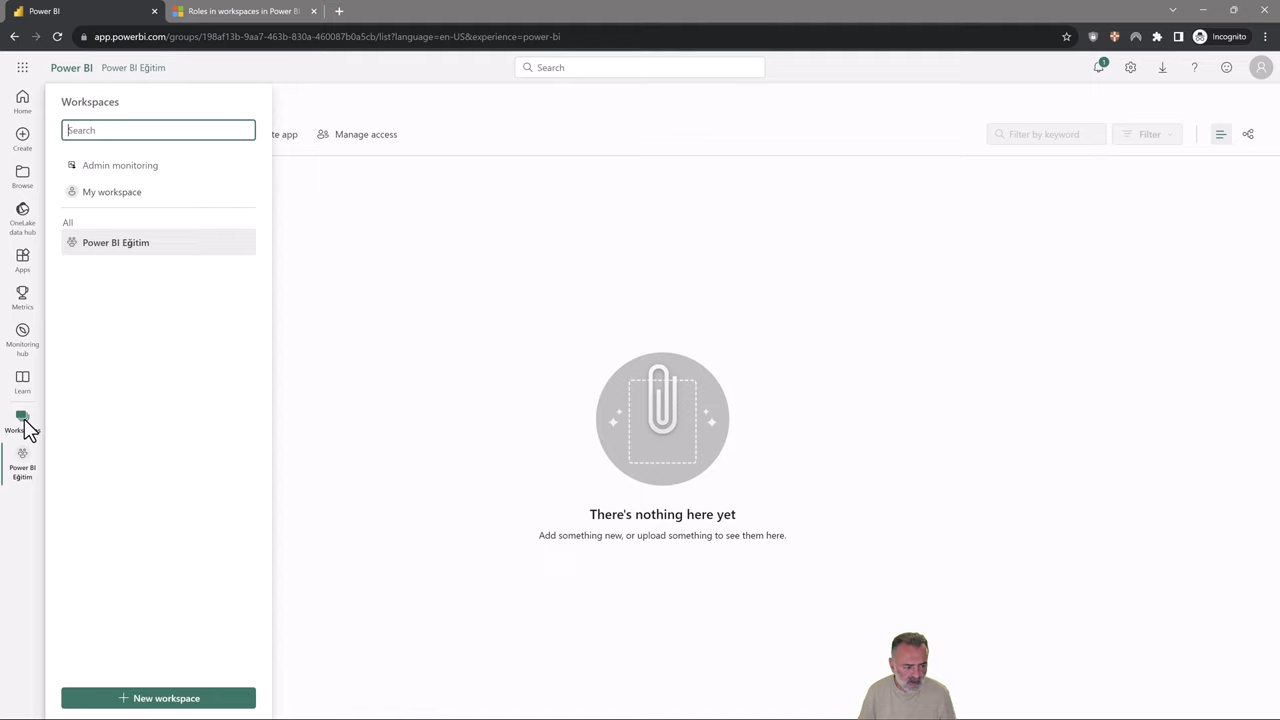 Power BI
Roles in workspaces in Power BI
app.powerbi.com/groups/198af13b-9aa7-463b-830a-460087b0a5cb/list?language=en-US&experience=power-bi
Incognito
Power BI Power BI Eğitim
Search
Home
Create
Browse
OneLake
data hub
Apps
Metrics
Monitoring
hub
Learn
Power BI
Eğitim
Workspaces
Search
Admin monitoring
My workspace
All
Power BI Eğitim
New workspace
te app
Manage access
Filter by keyword
Filter
1
There's nothing here yet
Add something new, or upload something to see them here.